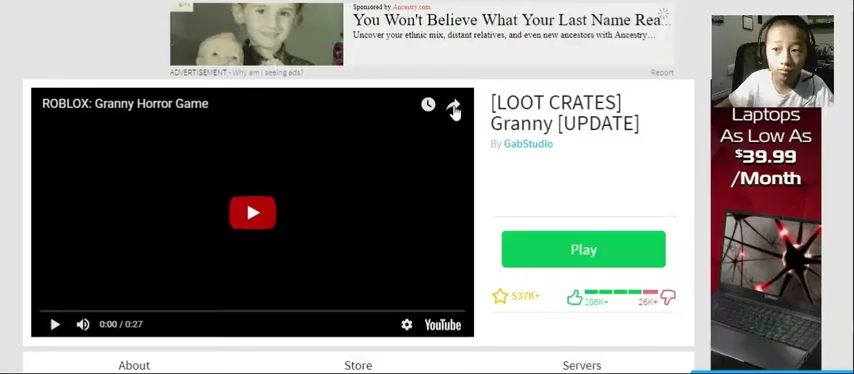 Sponsored by Ancestry.com
You Won't Believe What Your Last Name Rea...
Uncover your ethnic mix, distant relatives, and even new ancestors with Ancestry...
ADVERTISEMENT - Why am I seeing ads?
Report
ROBLOX: Granny Horror Game
[LOOT CRATES]
Granny [UPDATE]
By GabStudio
Laptops
As Low As
$39.99
/Month
Play
537K+
106K+
26K+
0:00 / 0:27
YouTube
About
Store
Servers